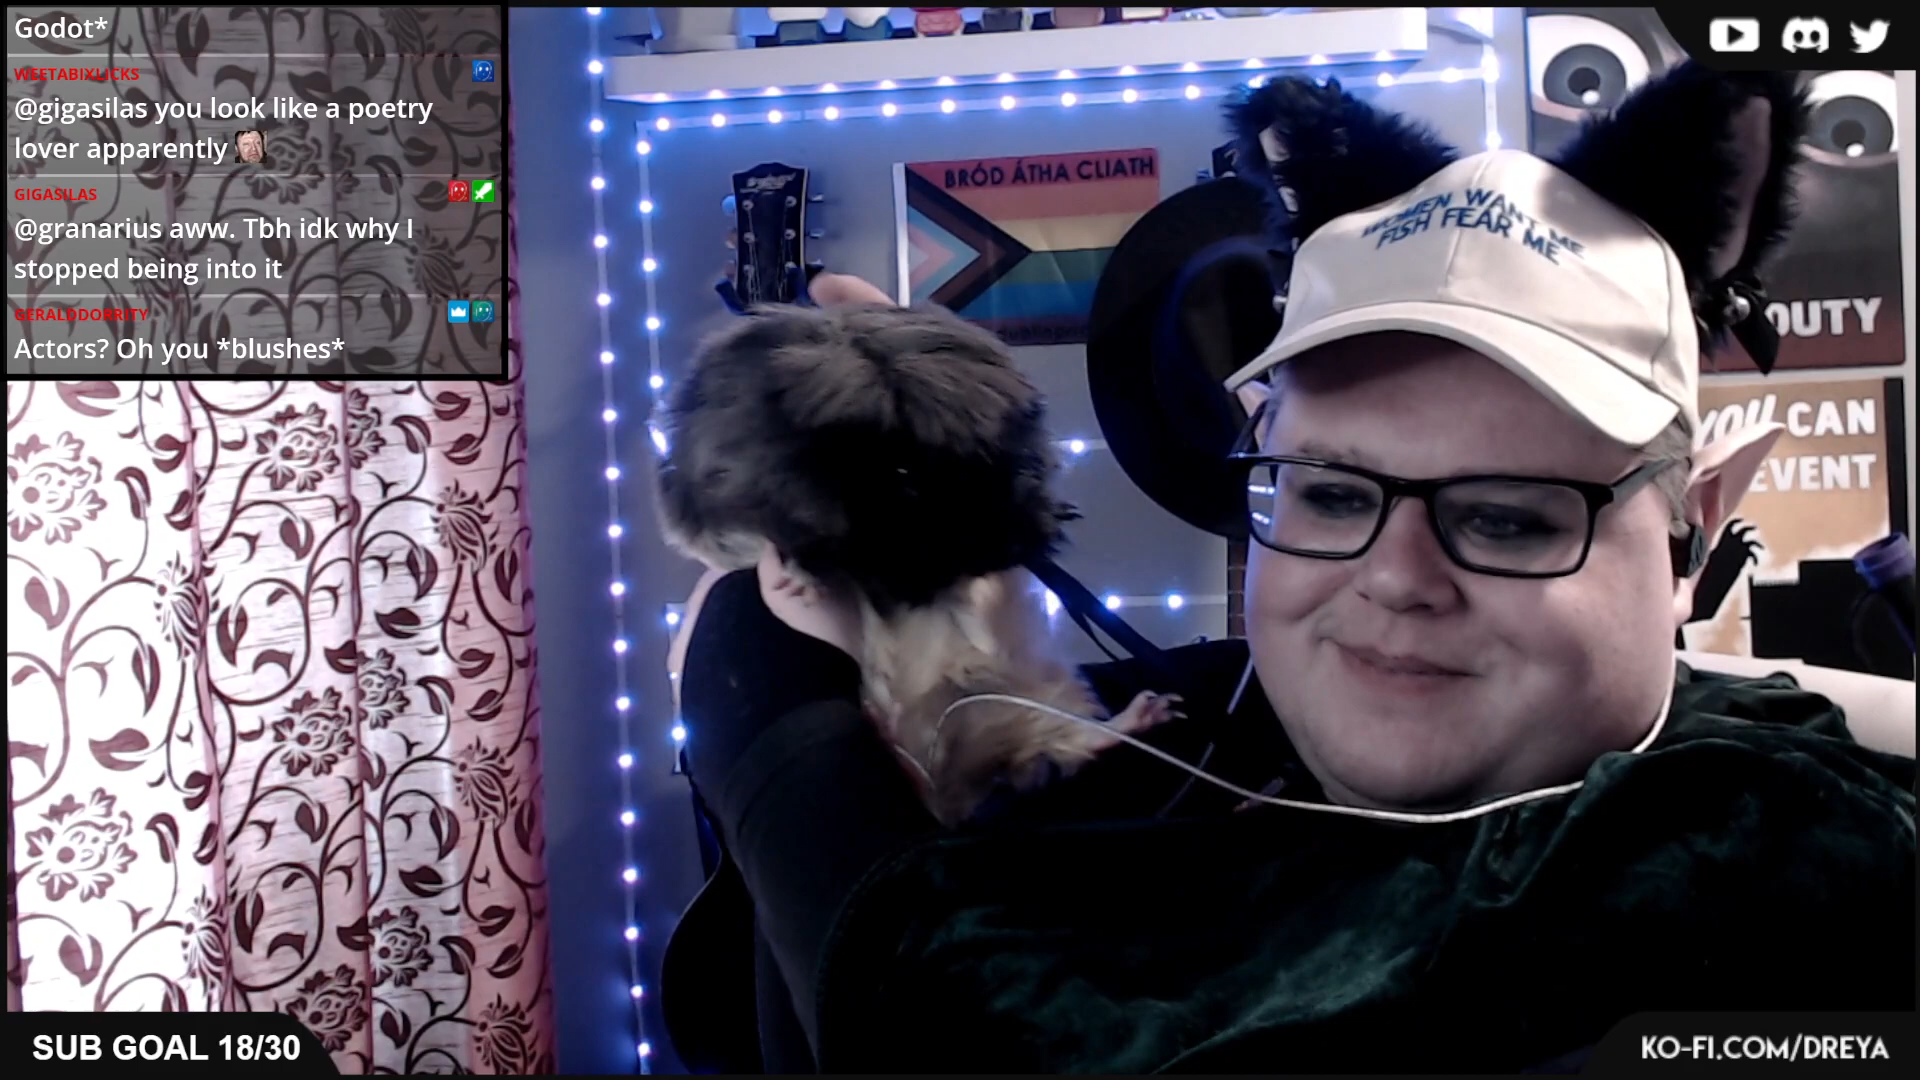 Godot*
WEETABIXLICKS
@gigasilas you look like a poetry
lover apparently
GIGASILAS
@granarius aww. Tbh idk why I
stopped being into it
GERALDDORRITY
Actors? Oh you *blushes*
BRÓD ÁTHA CLIATH
WOMEN WANT ME
FISH FEAR ME
DUTY
YOU CAN
EVENT
SUB GOAL 18/30
KO-FI.COM/DREYA